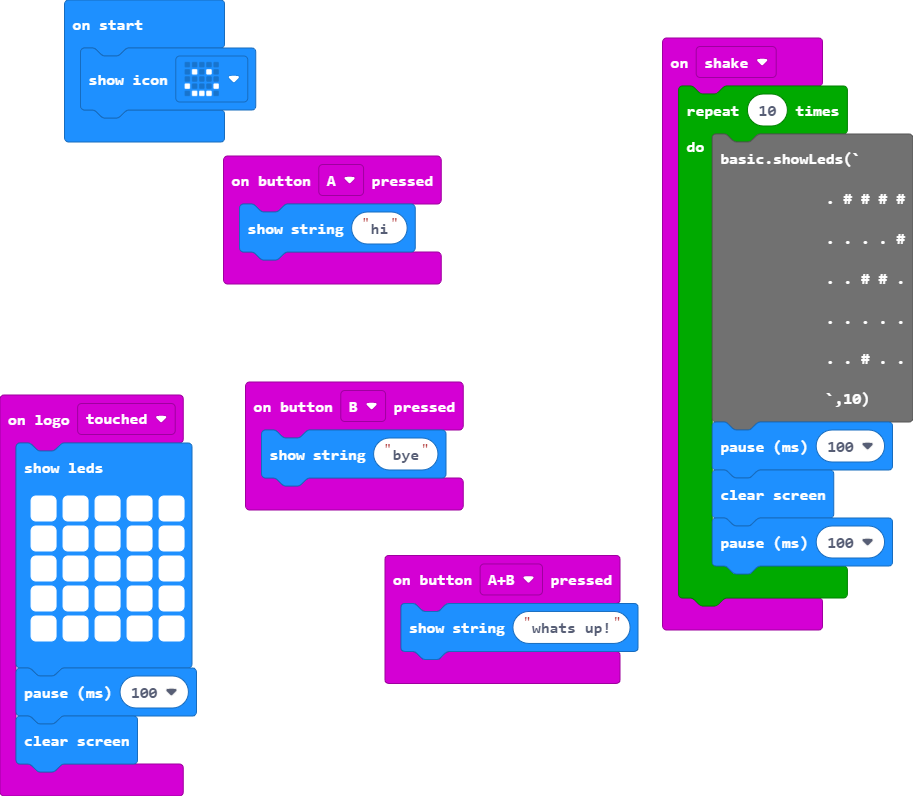 on start
show icon
on button A pressed
show string "hi"
on logo touched
show leds
pause (ms) 100
clear screen
on button B pressed
show string "bye"
on button A+B pressed
show string "whats up!"
on shake
repeat 10 times
do
basic.showLeds(`
. # # # #
. . . . #
. . # # .
. . . . .
. . # . .
`,10)
pause (ms) 100
clear screen
pause (ms) 100